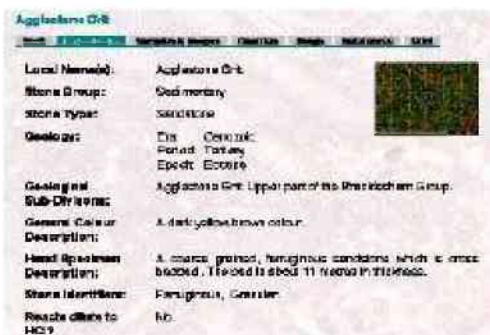 Agglestone Grit
Local Name(s): Agglestone Grit
Stone Group: Sedimentary
Stone Type: Sandstone
Geology: Era Cenozoic
Period Tertiary
Epoch Eocene
Geological Sub-Divisions: Agglestone Grit Upper part of the Group.
General Colour Description: A dark yellow brown colour.
Hand Specimen Description: A coarse grained, ferruginous sandstone which is cross
bedded. The bed is about 11 metres in thickness.
Stone Identifiers: Ferruginous, Granular.
Reacts dilute to HCl? No.